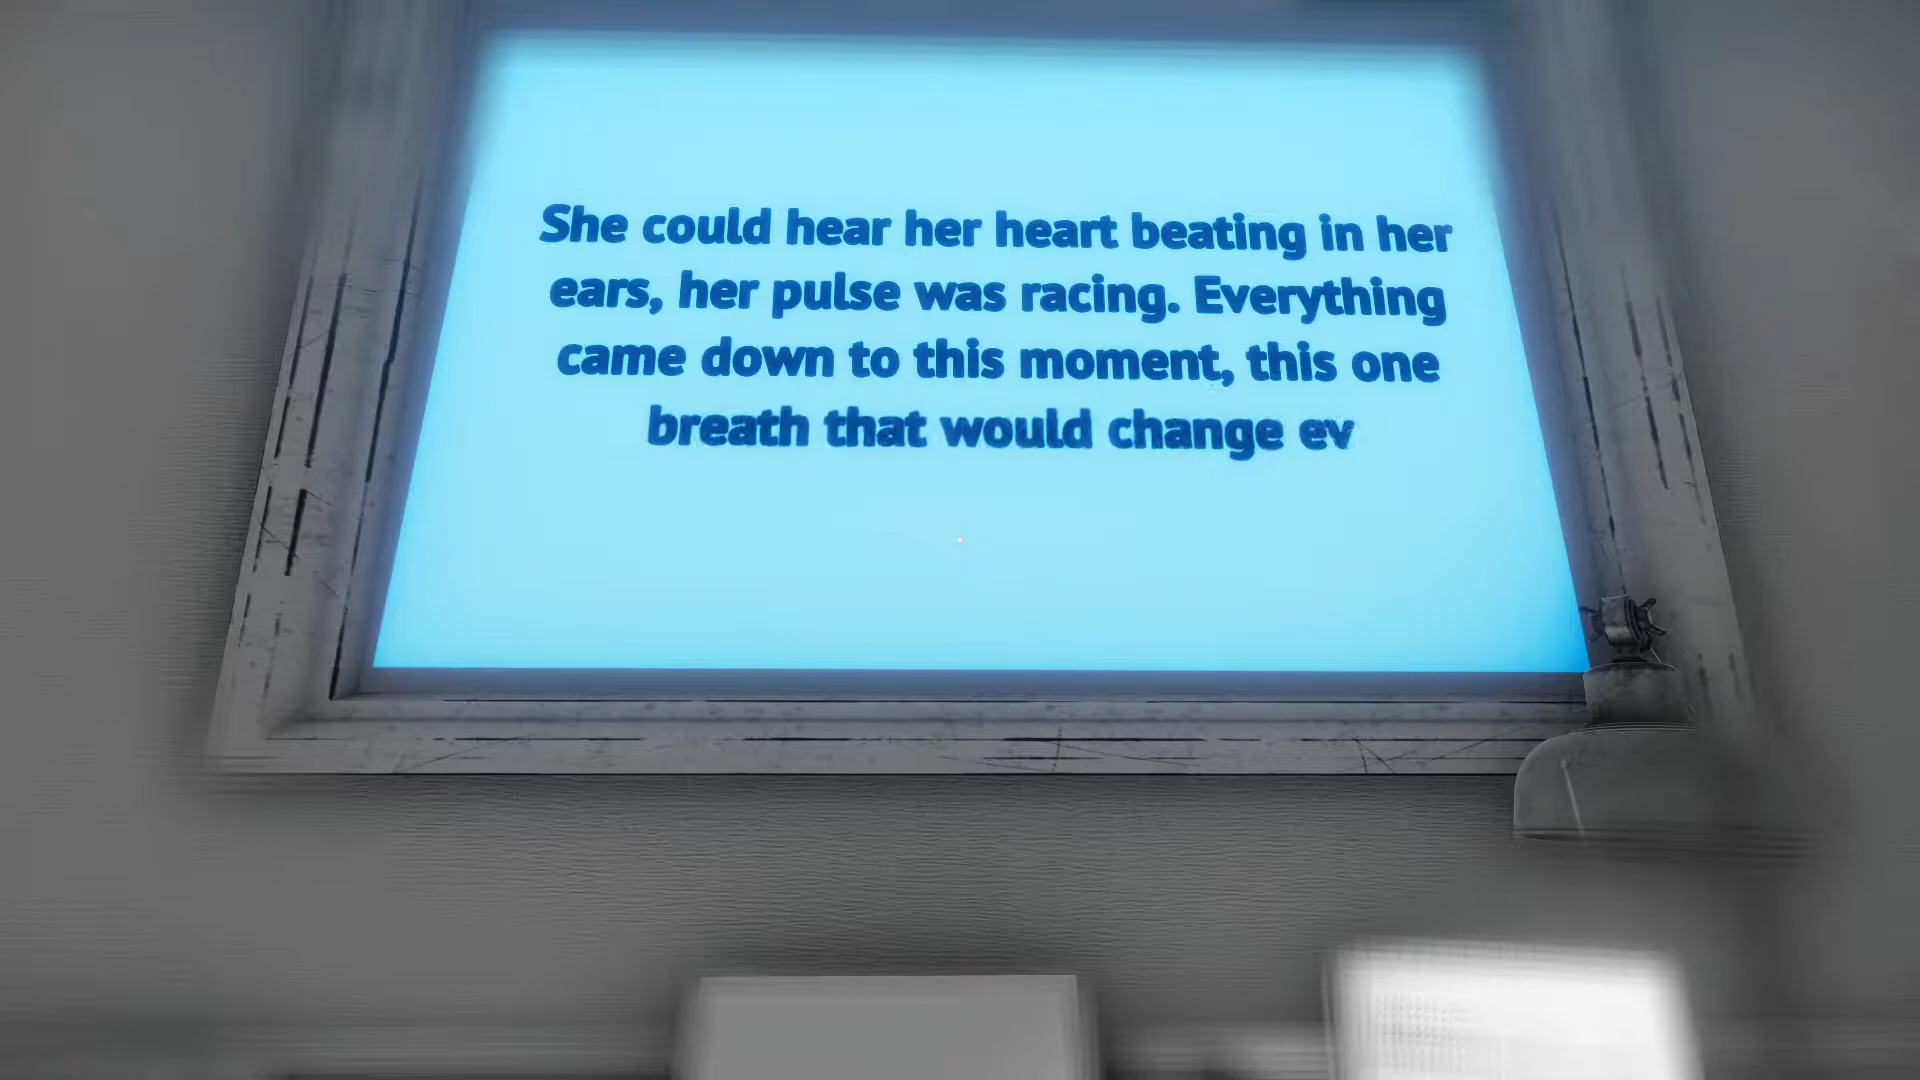 She could hear her heart beating in her
ears, her pulse was racing. Everything
came down to this moment, this one
breath that would change ev